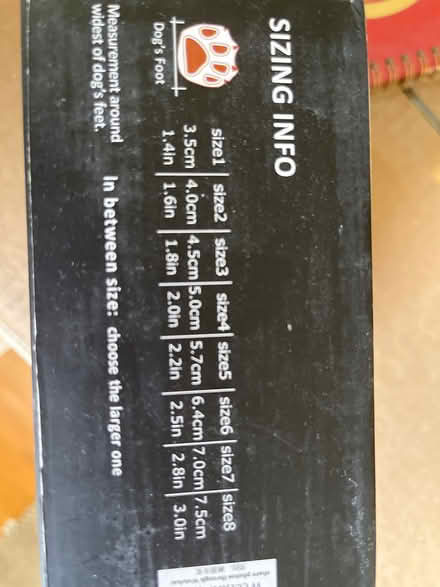 SIZING INFO
size1 size2 size3 size4 size5 size6 size7 size8
3.5cm 4.0cm 4.5cm 5.0cm 5.7cm 6.4cm 7.0cm 7.5cm
1.4in 1.6in 1.8in 2.0in 2.2in 2.5in 2.8in 3.0in
Dog's Foot
Measurement around
widest of dog's feet.
In between size: choose the larger one